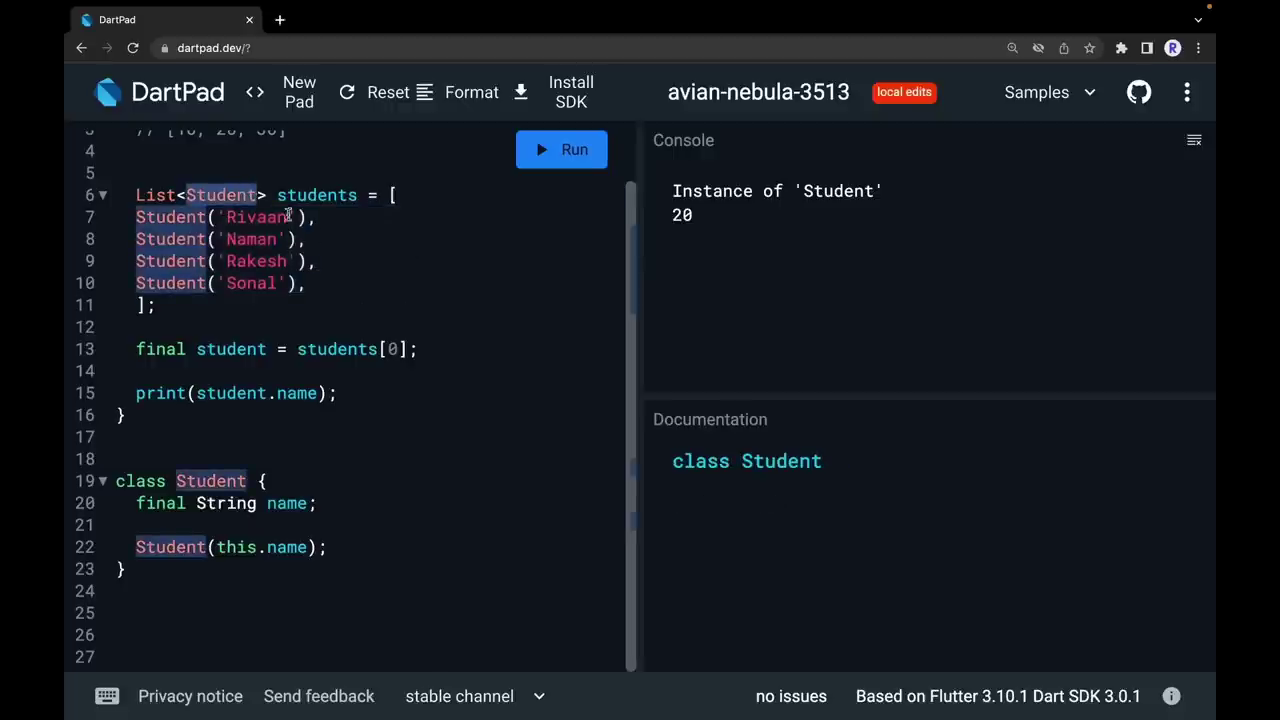 DartPad
dartpad.dev/?
R
DartPad
<> New Pad
Reset
Format
Install SDK
avian-nebula-3513
local edits
Samples
Run
4
5
6 List<Student> students = [
7 Student('Rivaan'),
8 Student('Naman'),
9 Student('Rakesh'),
10 Student('Sonal'),
11 ];
12
13 final student = students[0];
14
15 print(student.name);
16 }
17
18
19 class Student {
20 final String name;
21
22 Student(this.name);
23 }
24
25
26
27
Console
Instance of 'Student'
20
Documentation
class Student
Privacy notice
Send feedback
stable channel
no issues
Based on Flutter 3.10.1 Dart SDK 3.0.1